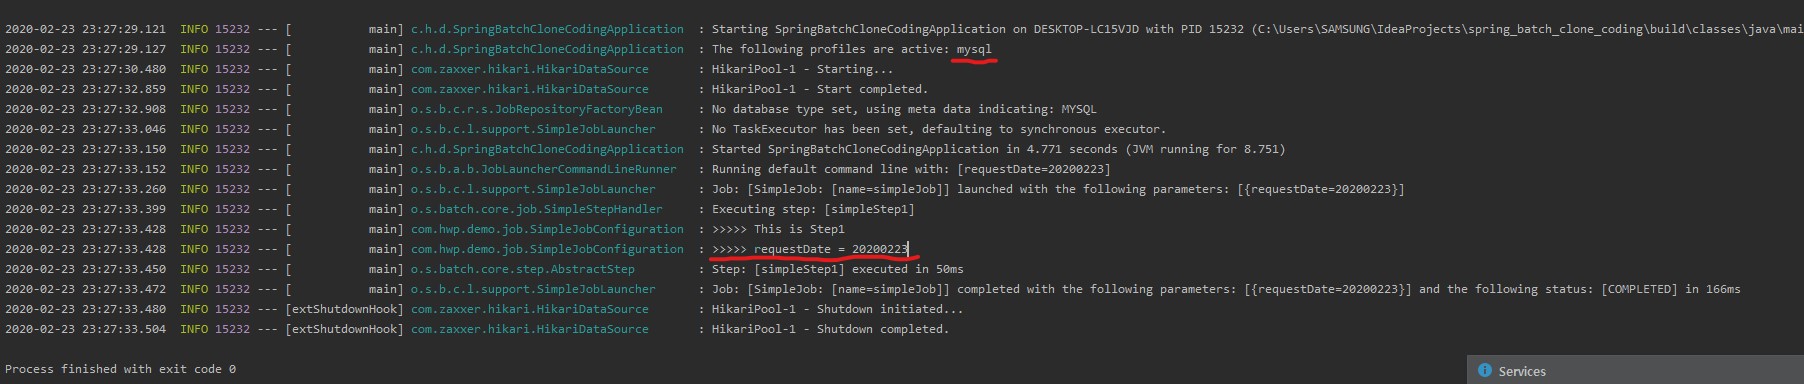 2020-02-23 23:27:29.121  INFO 15232 --- [           main] c.h.d.SpringBatchCloneCodingApplication  : Starting SpringBatchCloneCodingApplication on DESKTOP-LC15VJD with PID 15232 (C:\Users\SAMSUNG\IdeaProjects\spring_batch_clone_coding\build\classes\java\mai
2020-02-23 23:27:29.127  INFO 15232 --- [           main] c.h.d.SpringBatchCloneCodingApplication  : The following profiles are active: mysql
2020-02-23 23:27:30.480  INFO 15232 --- [           main] com.zaxxer.hikari.HikariDataSource       : HikariPool-1 - Starting...
2020-02-23 23:27:32.859  INFO 15232 --- [           main] com.zaxxer.hikari.HikariDataSource       : HikariPool-1 - Start completed.
2020-02-23 23:27:32.908  INFO 15232 --- [           main] o.s.b.c.r.s.JobRepositoryFactoryBean     : No database type set, using meta data indicating: MYSQL
2020-02-23 23:27:33.046  INFO 15232 --- [           main] o.s.b.c.l.support.SimpleJobLauncher      : No TaskExecutor has been set, defaulting to synchronous executor.
2020-02-23 23:27:33.150  INFO 15232 --- [           main] c.h.d.SpringBatchCloneCodingApplication  : Started SpringBatchCloneCodingApplication in 4.771 seconds (JVM running for 8.751)
2020-02-23 23:27:33.152  INFO 15232 --- [           main] o.s.b.a.b.JobLauncherCommandLineRunner   : Running default command line with: [requestDate=20200223]
2020-02-23 23:27:33.260  INFO 15232 --- [           main] o.s.b.c.l.support.SimpleJobLauncher      : Job: [SimpleJob: [name=simpleJob]] launched with the following parameters: [{requestDate=20200223}]
2020-02-23 23:27:33.399  INFO 15232 --- [           main] o.s.batch.core.job.SimpleStepHandler     : Executing step: [simpleStep1]
2020-02-23 23:27:33.428  INFO 15232 --- [           main] com.hwp.demo.job.SimpleJobConfiguration  : >>>>> This is Step1
2020-02-23 23:27:33.428  INFO 15232 --- [           main] com.hwp.demo.job.SimpleJobConfiguration  : >>>>> requestDate = 20200223
2020-02-23 23:27:33.450  INFO 15232 --- [           main] o.s.batch.core.step.AbstractStep         : Step: [simpleStep1] executed in 50ms
2020-02-23 23:27:33.472  INFO 15232 --- [           main] o.s.b.c.l.support.SimpleJobLauncher      : Job: [SimpleJob: [name=simpleJob]] completed with the following parameters: [{requestDate=20200223}] and the following status: [COMPLETED] in 166ms
2020-02-23 23:27:33.480  INFO 15232 --- [extShutdownHook] com.zaxxer.hikari.HikariDataSource       : HikariPool-1 - Shutdown initiated...
2020-02-23 23:27:33.504  INFO 15232 --- [extShutdownHook] com.zaxxer.hikari.HikariDataSource       : HikariPool-1 - Shutdown completed.
Process finished with exit code 0
Services